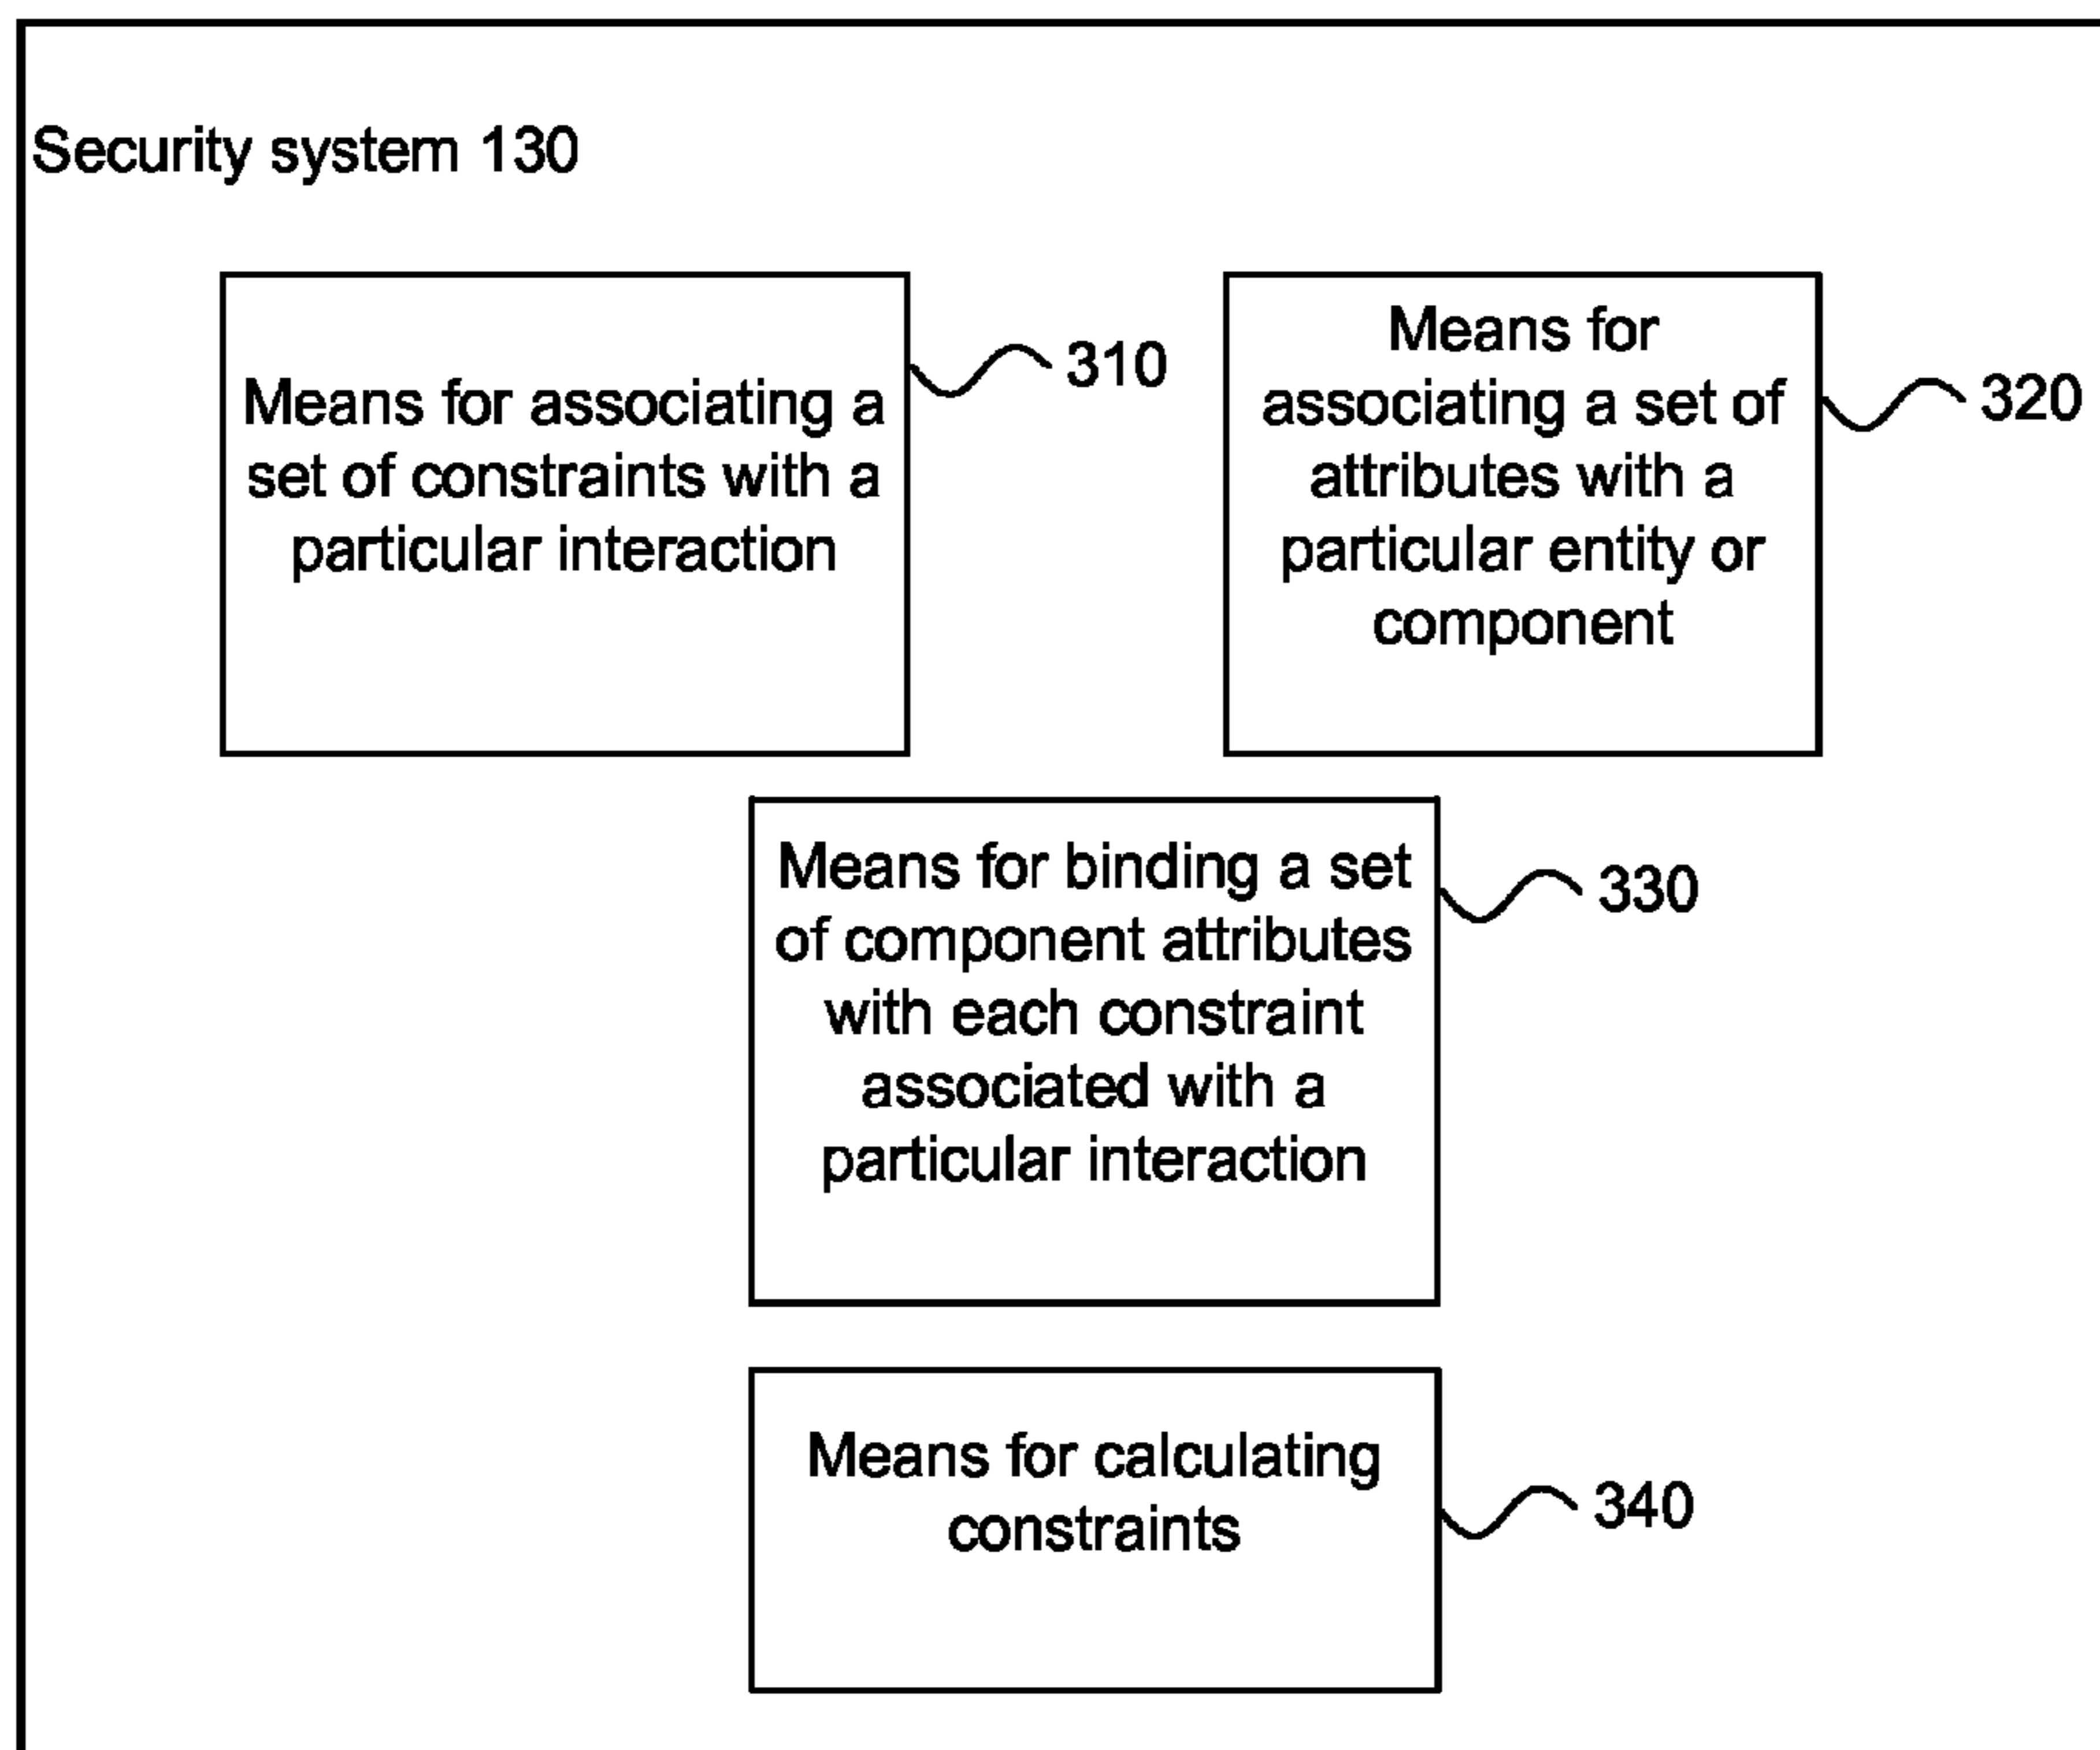 Security system 130
Means for associating a
set of constraints with a
particular interaction
310
Means for
associating a set of
attributes with a
particular entity or
component
320
Means for binding a set
of component attributes
with each constraint
associated with a
particular interaction
330
Means for calculating
constraints
340